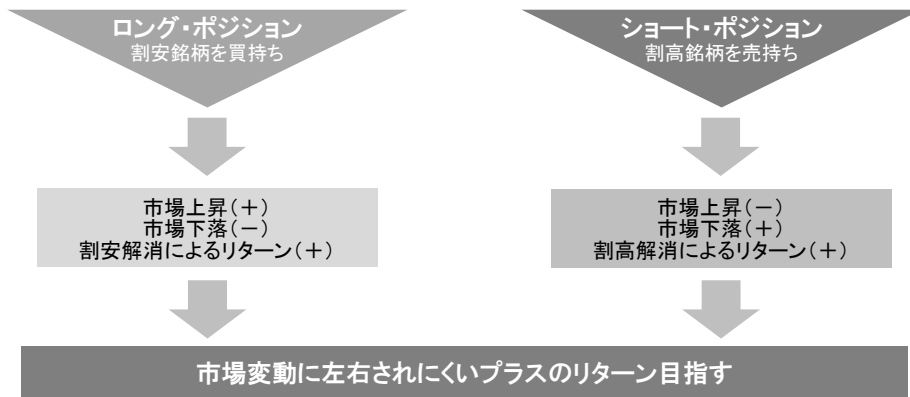 ロング・ポジション
割安銘柄を買持ち
ショート・ポジション
割高銘柄を売持ち
市場上昇(+)
市場下落(-)
割安解消によるリターン(+)
市場上昇(-)
市場下落(+)
割高解消によるリターン(+)
市場変動に左右されにくいプラスのリターン目指す